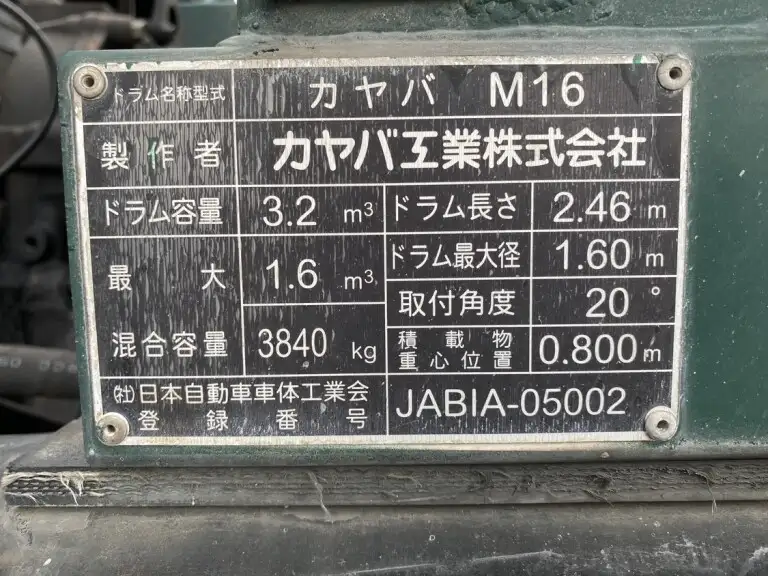 ドラム名称型式 カヤバ M16
製作者 カヤバ工業株式会社
ドラム容量 3.2 m³ ドラム長さ 2.46 m
最大 1.6 m³ ドラム最大径 1.60 m
取付角度 20°
混合容量 3840 kg 積載物重心位置 0.800m
㈳日本自動車車体工業会
登録番号 JABIA-05002